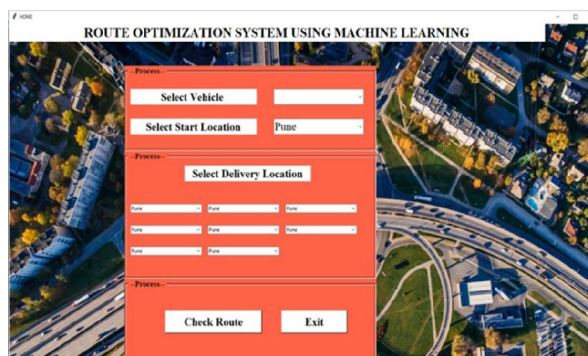 HOME
ROUTE OPTIMIZATION SYSTEM USING MACHINE LEARNING
--Process--
Select Vehicle
Select Start Location Pune
--Process--
Select Delivery Location
Pune Pune Pune
Pune Pune Pune
Pune Pune
--Process--
Check Route Exit